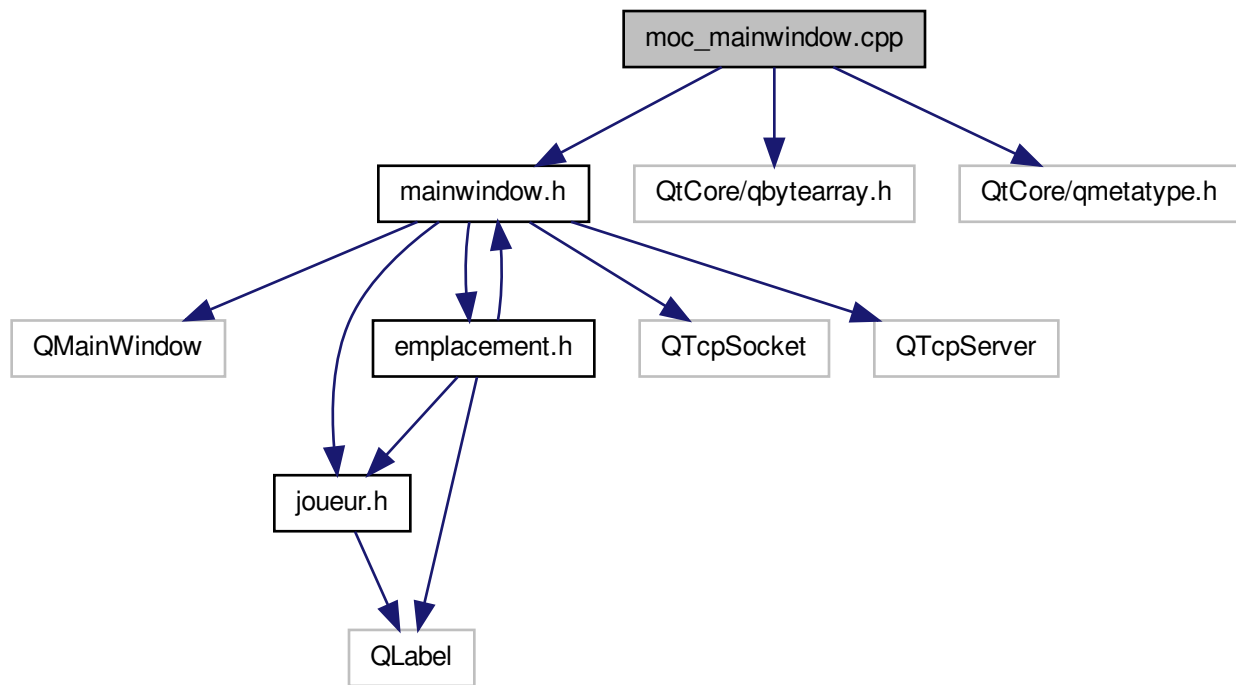 moc_mainwindow.cpp
mainwindow.h
QtCore/qbytearray.h
QtCore/qmetatype.h
QMainWindow
emplacement.h
QTcpSocket
QTcpServer
joueur.h
QLabel